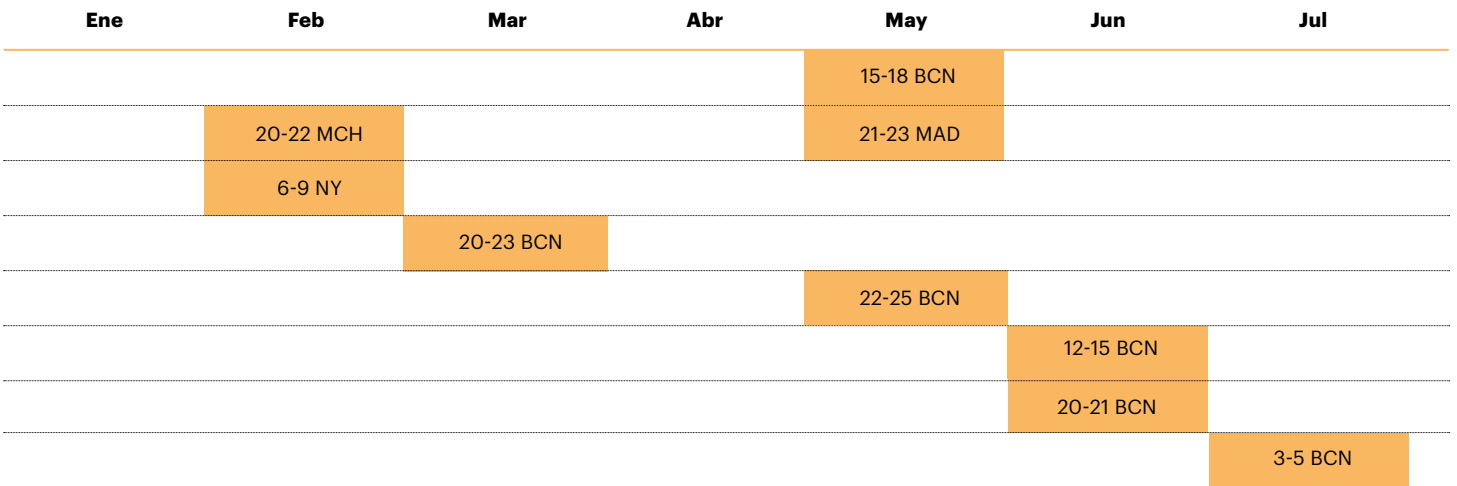 Ene Feb Mar Abr May Jun Jul
15-18 BCN
20-22 MCH 21-23 MAD
6-9 NY
20-23 BCN
22-25 BCN
12-15 BCN
20-21 BCN
3-5 BCN